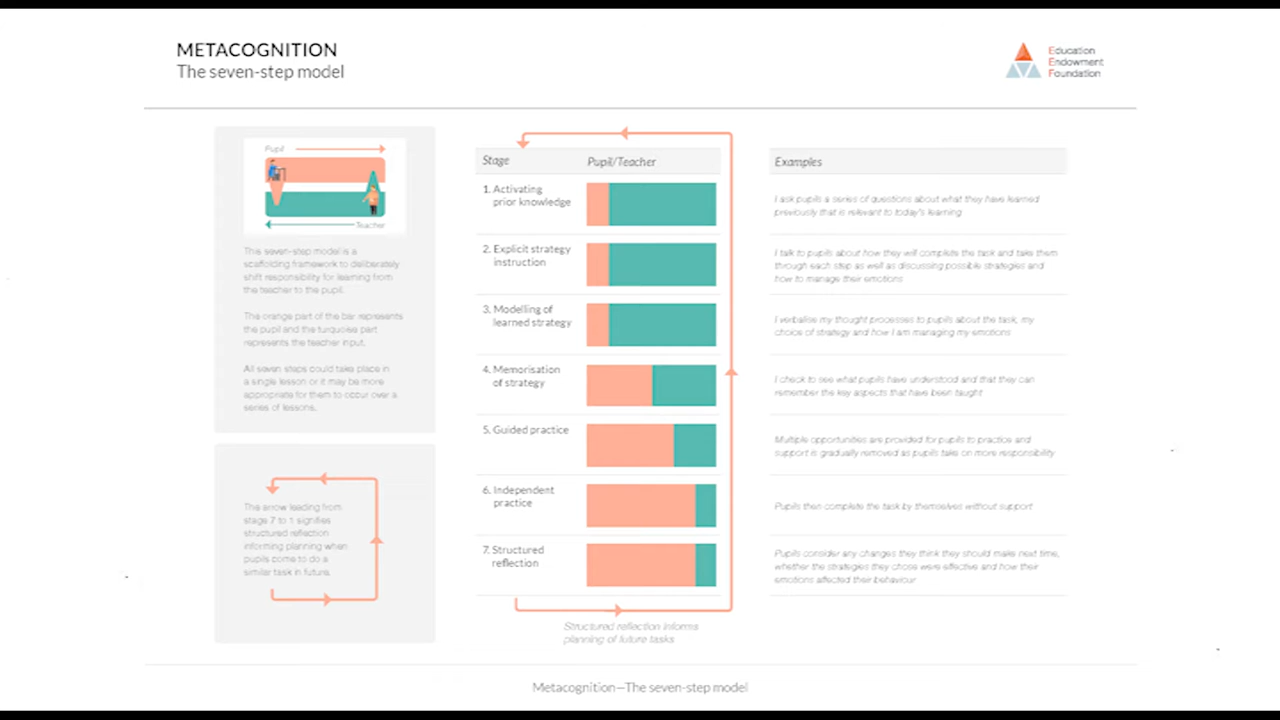 METACOGNITION
The seven-step model
Education
Endowment
Foundation
Pupil
Teacher
This seven-step model is a
scaffolding framework to deliberately
shift responsibility for learning from
the teacher to the pupil.
The orange part of the bar represents
the pupil and the turquoise part
represents the teacher input.
All seven steps could take place in
a single lesson or it may be more
appropriate for them to occur over a
series of lessons.
The arrow leading from
stage 7 to 1 signifies
structured reflection
informing planning when
pupils come to do a
similar task in future.
Stage
Pupil/Teacher
1. Activating
prior knowledge
2. Explicit strategy
instruction
3. Modelling of
learned strategy
4. Memorisation
of strategy
5. Guided practice
6. Independent
practice
7. Structured
reflection
Structured reflection informs
planning of future tasks
Examples
I ask pupils a series of questions about what they have learned
previously that is relevant to today's learning
I talk to pupils about how they will complete the task and take them
through each step as well as discussing possible strategies and
how to manage their emotions
I verbalise my thought processes to pupils about the task, my
choice of strategy and how I am managing my emotions
I check to see what pupils have understood and that they can
remember the key aspects that have been taught
Multiple opportunities are provided for pupils to practice and
support is gradually removed as pupils take on more responsibility
Pupils then complete the task by themselves without support
Pupils consider any changes they think they should make next time,
whether the strategies they chose were effective and how their
emotions affected their behaviour
Metacognition—The seven-step model